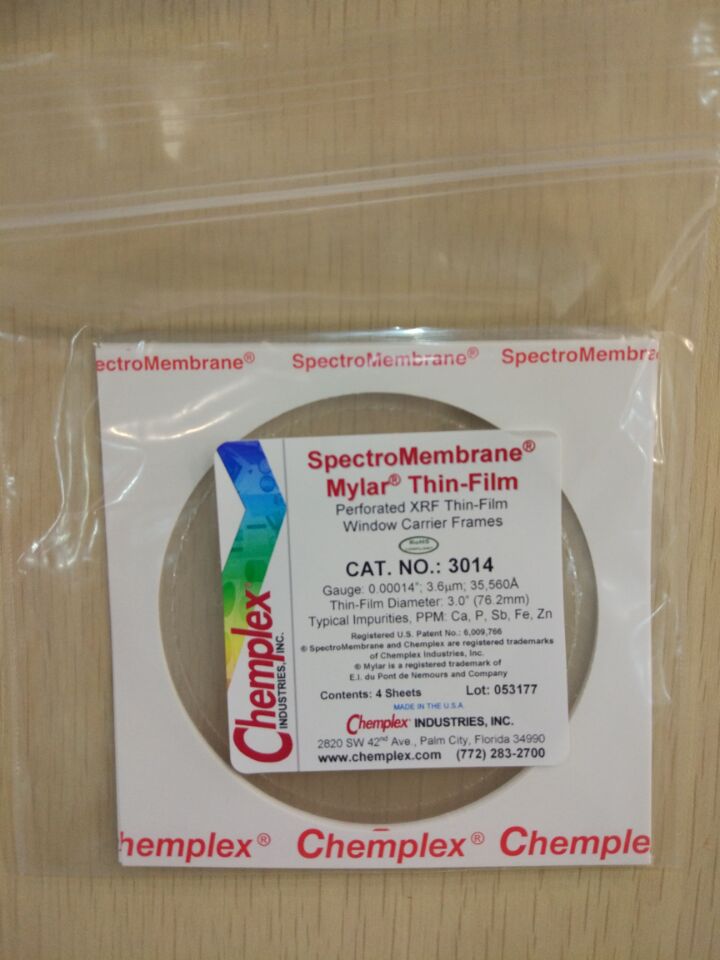 ectroMembrane® SpectroMembrane® SpectroMembra
SpectroMembrane®
Mylar® Thin-Film
Perforated XRF Thin-Film
Window Carrier Frames
RoHS
CAT. NO.: 3014
Gauge: 0.00014"; 3.6µm; 35,560Å
Thin-Film Diameter: 3.0" (76.2mm)
Typical Impurities, PPM: Ca, P, Sb, Fe, Zn
Registered U.S. Patent No.: 6,009,766
® SpectroMembrane and Chemplex are registered trademarks
of Chemplex Industries, Inc.
® Mylar is a registered trademark of
E.I. du Pont de Nemours and Company
Contents: 4 Sheets Lot: 053177
MADE IN THE U.S.A.
Chemplex® INDUSTRIES, INC.
2820 SW 42nd Ave., Palm City, Florida 34990
www.chemplex.com (772) 283-2700
Chemplex®
INDUSTRIES, INC.
hemplex® Chemplex® Chemple